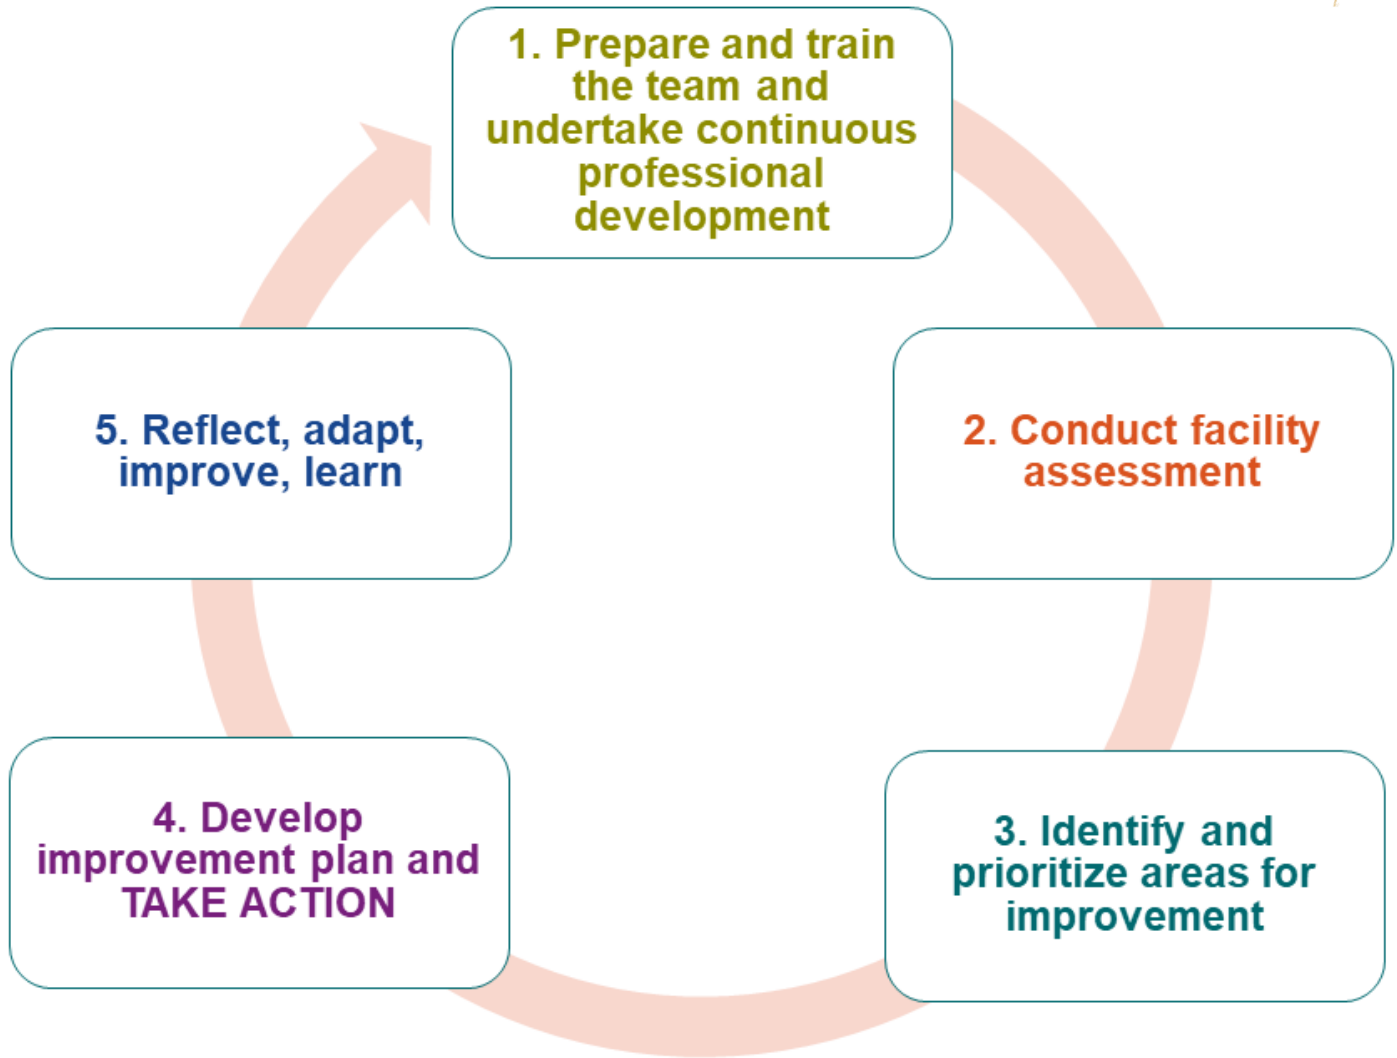 1. Prepare and train
the team and
undertake continuous
professional
development
2. Conduct facility
assessment
3. Identify and
prioritize areas for
improvement
4. Develop
improvement plan and
TAKE ACTION
5. Reflect, adapt,
improve, learn